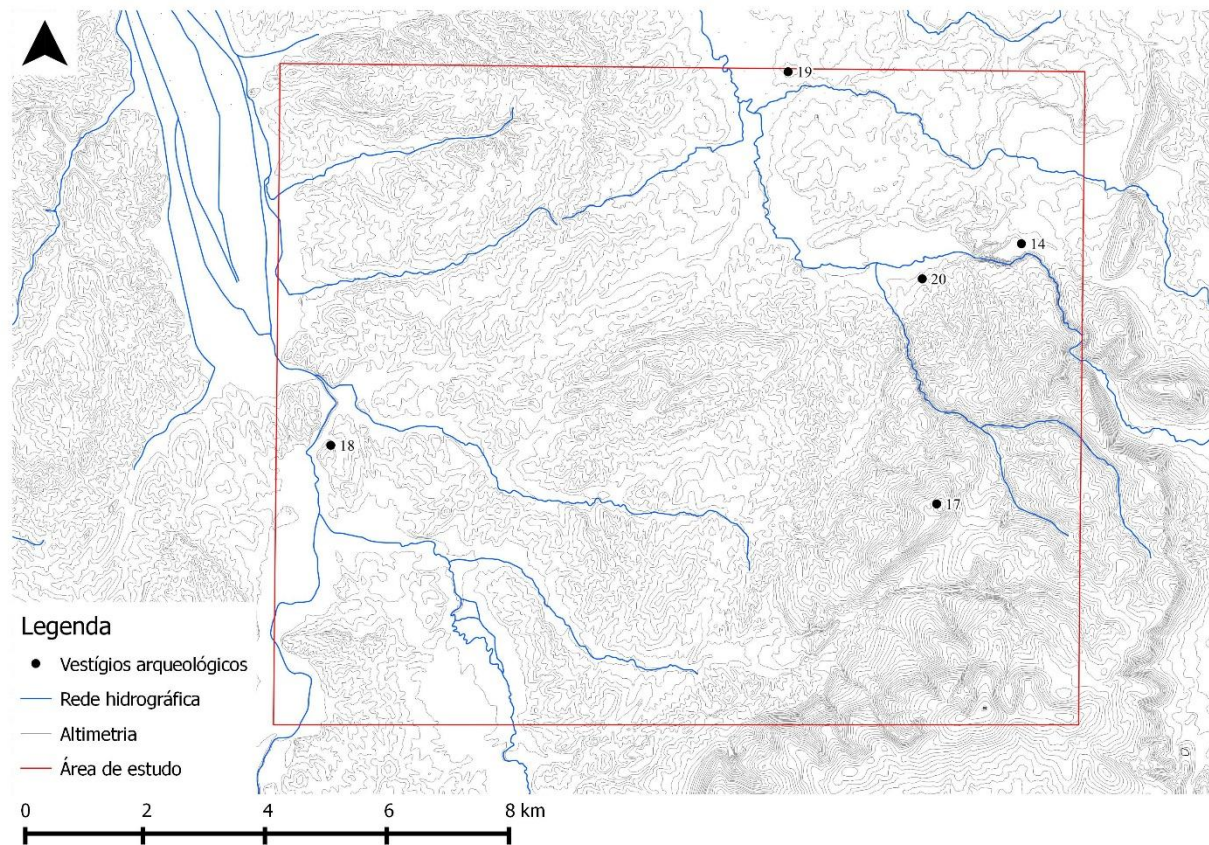 19
14
20
18
17
Legenda
Vestígios arqueológicos
Rede hidrográfica
Altimetria
Área de estudo
0 2 4 6 8 km